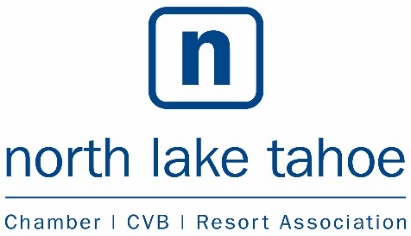 n
north lake tahoe
Chamber | CVB | Resort Association